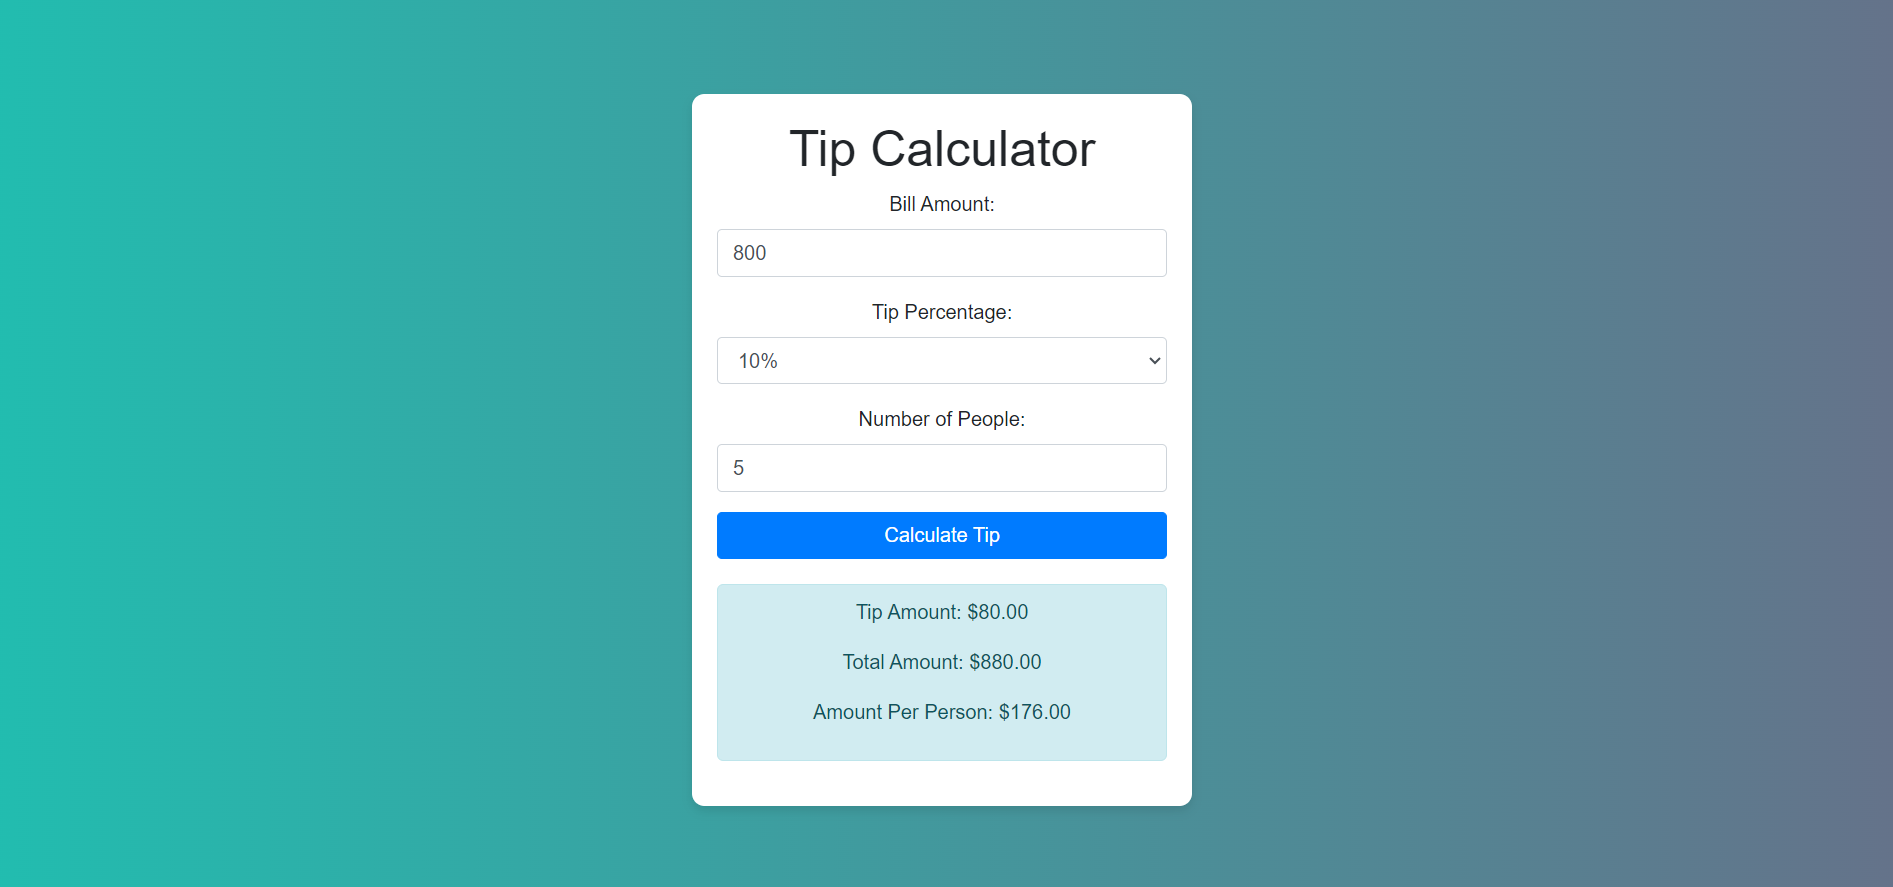 Tip Calculator
Bill Amount:
800
Tip Percentage:
10%
Number of People:
5
Calculate Tip
Tip Amount: $80.00
Total Amount: $880.00
Amount Per Person: $176.00